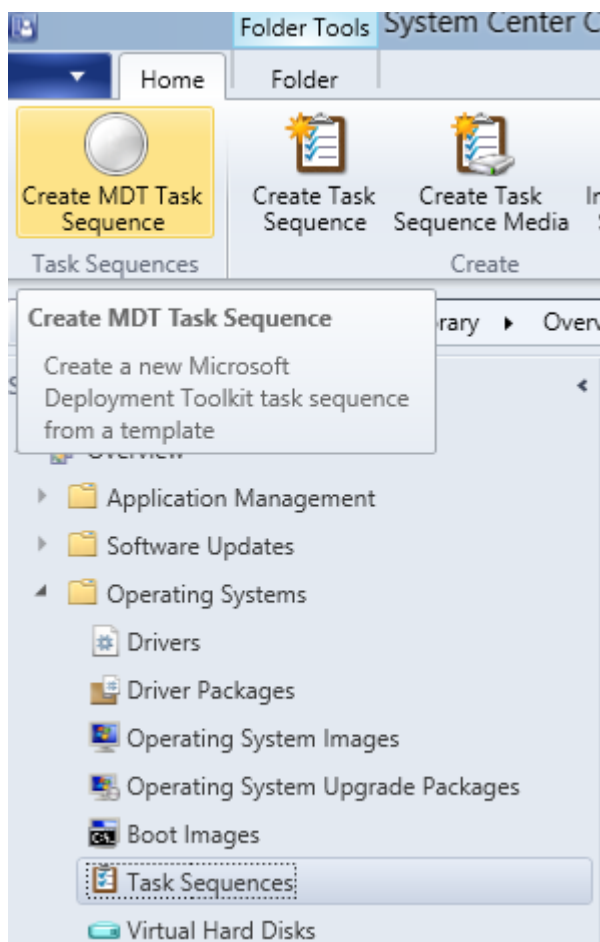 Folder Tools System Center C
Home Folder
Create MDT Task Sequence
Create Task Sequence
Create Task Sequence Media
Task Sequences
Create
Create MDT Task Sequence
Create a new Microsoft
Deployment Toolkit task sequence
from a template
Overview
Application Management
Software Updates
Operating Systems
Drivers
Driver Packages
Operating System Images
Operating System Upgrade Packages
Boot Images
Task Sequences
Virtual Hard Disks